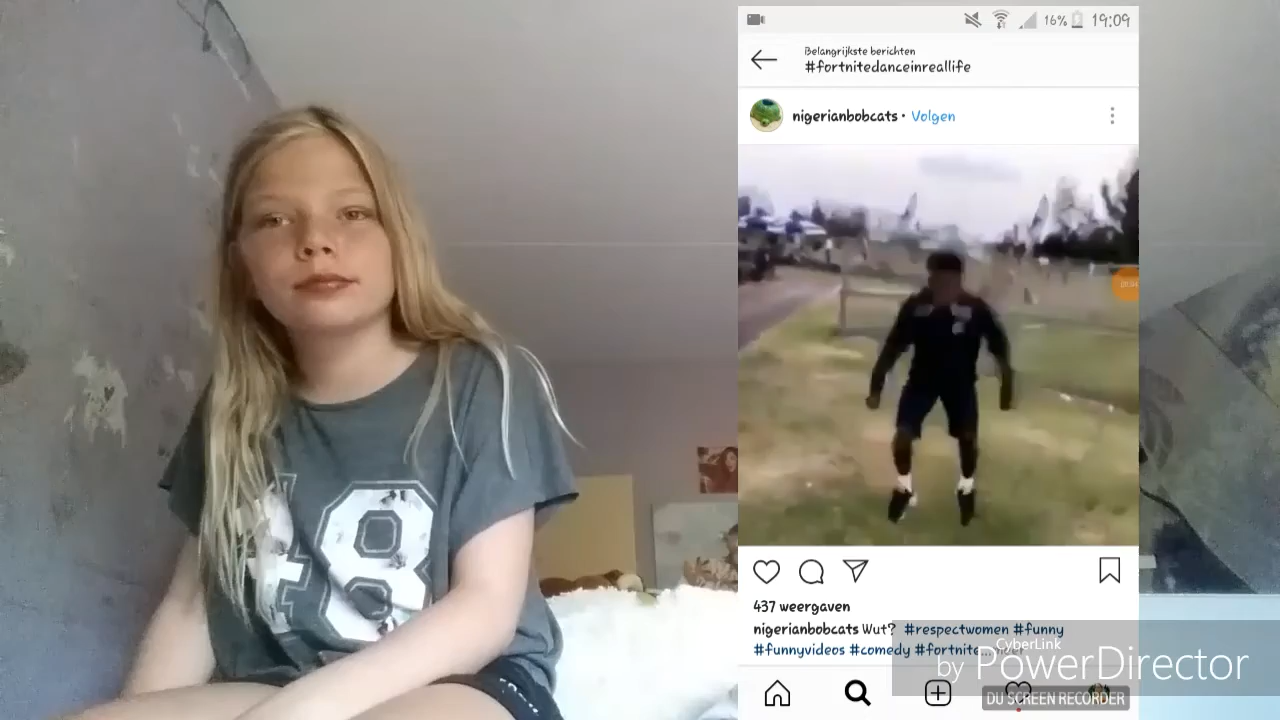 16% 19:09
Belangrijkste berichten
#fortnitedanceinreallife
nigerianbobcats • Volgen
48
437 weergaven
nigerianbobcats Wut? #respectwomen #funny
#funnyvideos #comedy #fortnite...
CyberLink
by PowerDirector
DU SCREEN RECORDER